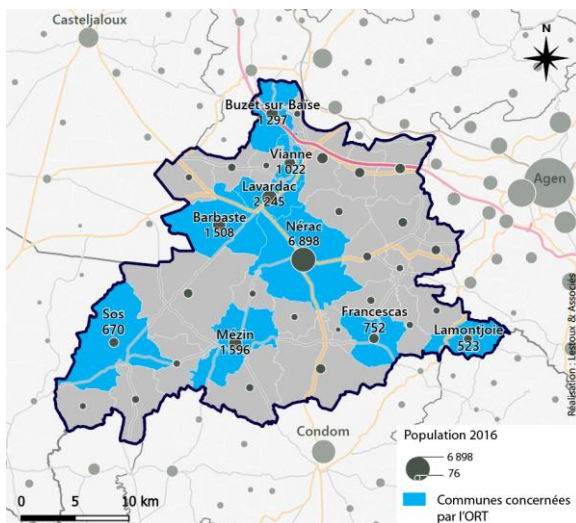 Casteljaloux
N
Buzet-sur-Baïse
1 297
Vianne
1 022
Lavardac
2 245
Agen
Barbaste
1 508
Nérac
6 898
Sos
670
Mézin
1 596
Francescas
752
Lamontjoie
523
Réalisation : Lestoux & Associés
Condom
Population 2016
6 898
76
Communes concernées
par l'ORT
0 5 10 km